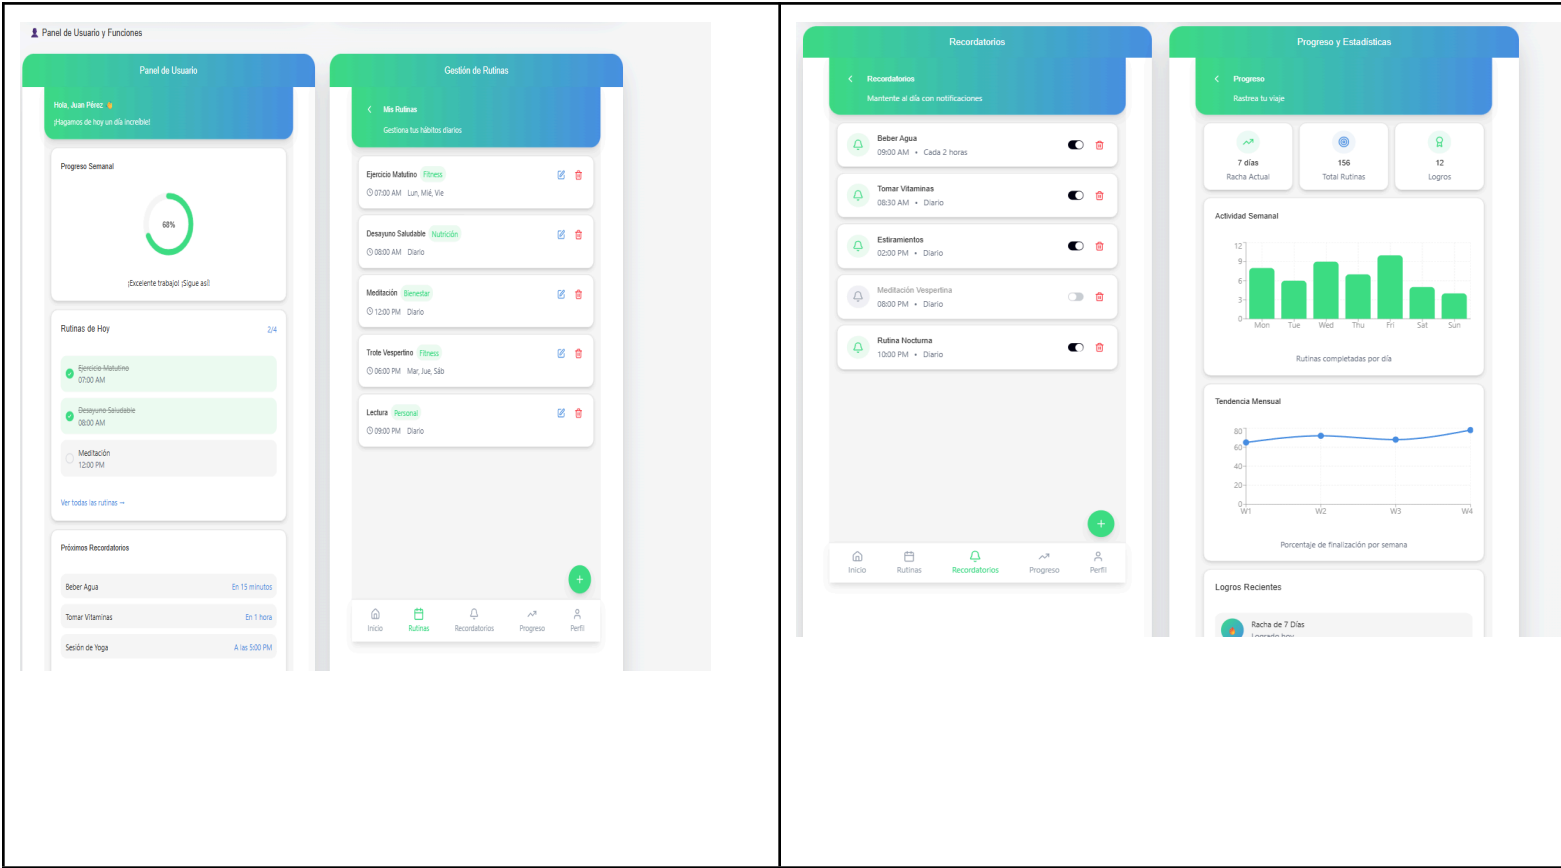 Panel de Usuario y Funciones
Panel de Usuario
Hola, Juan Pérez 👋
¡Hagamos de hoy un día increíble!
Progreso Semanal
68%
¡Excelente trabajo! ¡Sigue así!
Rutinas de Hoy 2/4
Ejercicio Matutino
07:00 AM
Desayuno Saludable
08:00 AM
Meditación
12:00 PM
Ver todas las rutinas →
Próximos Recordatorios
Beber Agua En 15 minutos
Tomar Vitaminas En 1 hora
Sesión de Yoga A las 5:00 PM
Gestión de Rutinas
Mis Rutinas
Gestiona tus hábitos diarios
Ejercicio Matutino Fitness
07:00 AM Lun, Mié, Vie
Desayuno Saludable Nutrición
08:00 AM Diario
Meditación Bienestar
12:00 PM Diario
Trote Vespertino Fitness
06:00 PM Mar, Jue, Sáb
Lectura Personal
09:00 PM Diario
+
Inicio Rutinas Recordatorios Progreso Perfil
Recordatorios
Recordatorios
Mantente al día con notificaciones
Beber Agua
09:00 AM • Cada 2 horas
Tomar Vitaminas
08:30 AM • Diario
Estiramientos
02:00 PM • Diario
Meditación Vespertina
08:00 PM • Diario
Rutina Nocturna
10:00 PM • Diario
+
Inicio Rutinas Recordatorios Progreso Perfil
Progreso y Estadísticas
Progreso
Rastrea tu viaje
7 días
Racha Actual
156
Total Rutinas
12
Logros
Actividad Semanal
12
9
6
3
0
Mon Tue Wed Thu Fri Sat Sun
Rutinas completadas por día
Tendencia Mensual
80
60
40
20
0
W1 W2 W3 W4
Porcentaje de finalización por semana
Logros Recientes
Racha de 7 Días
Logrado hoy